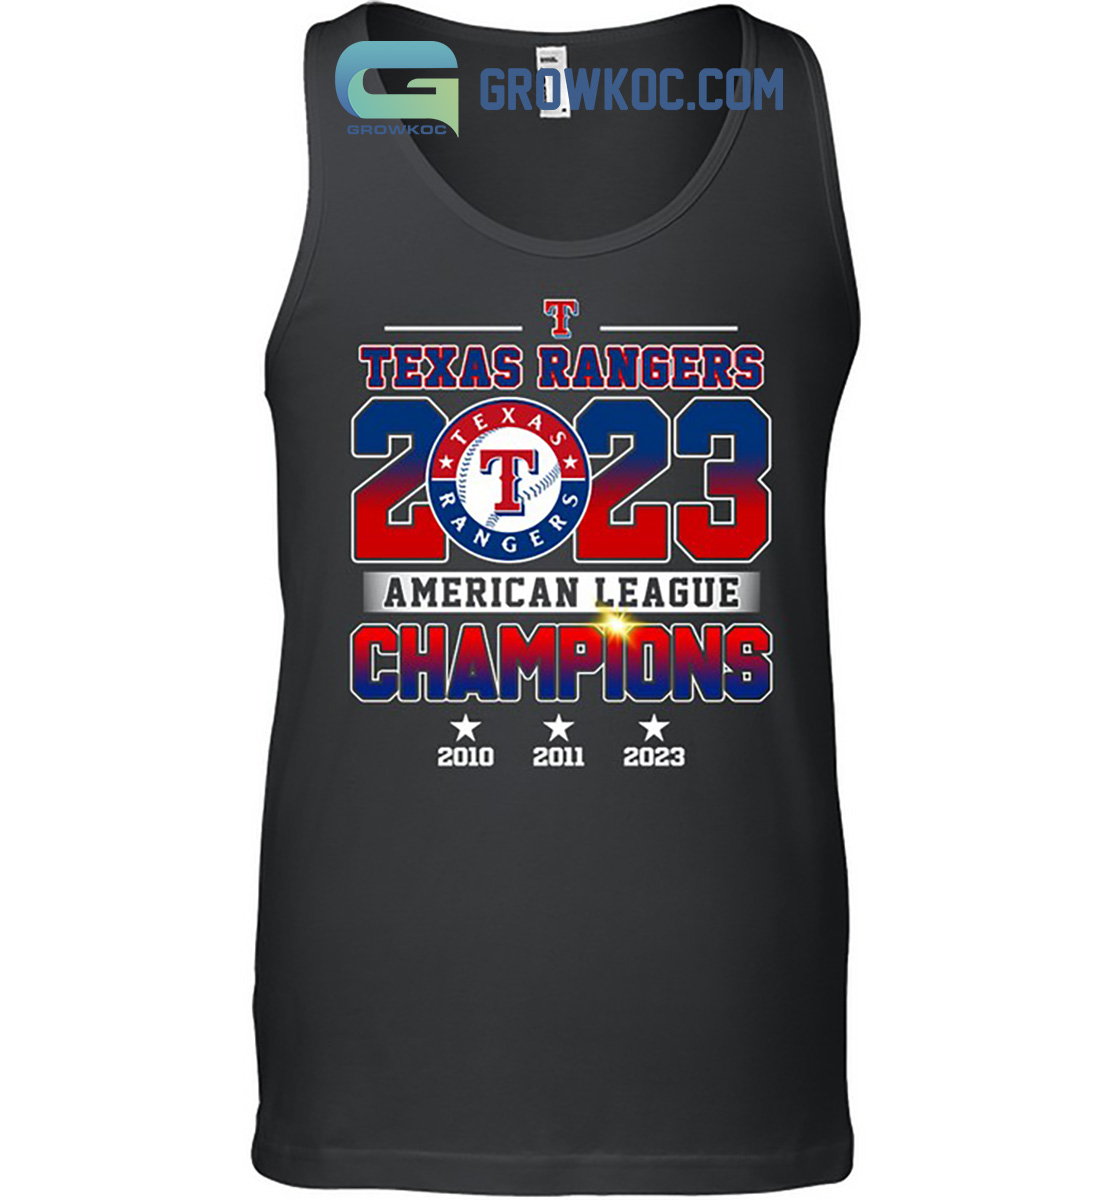 GROWKOC
GROWKOC.COM
T
TEXAS RANGERS
2023
TEXAS
T
RANGERS
AMERICAN LEAGUE
CHAMPIONS
2010 2011 2023